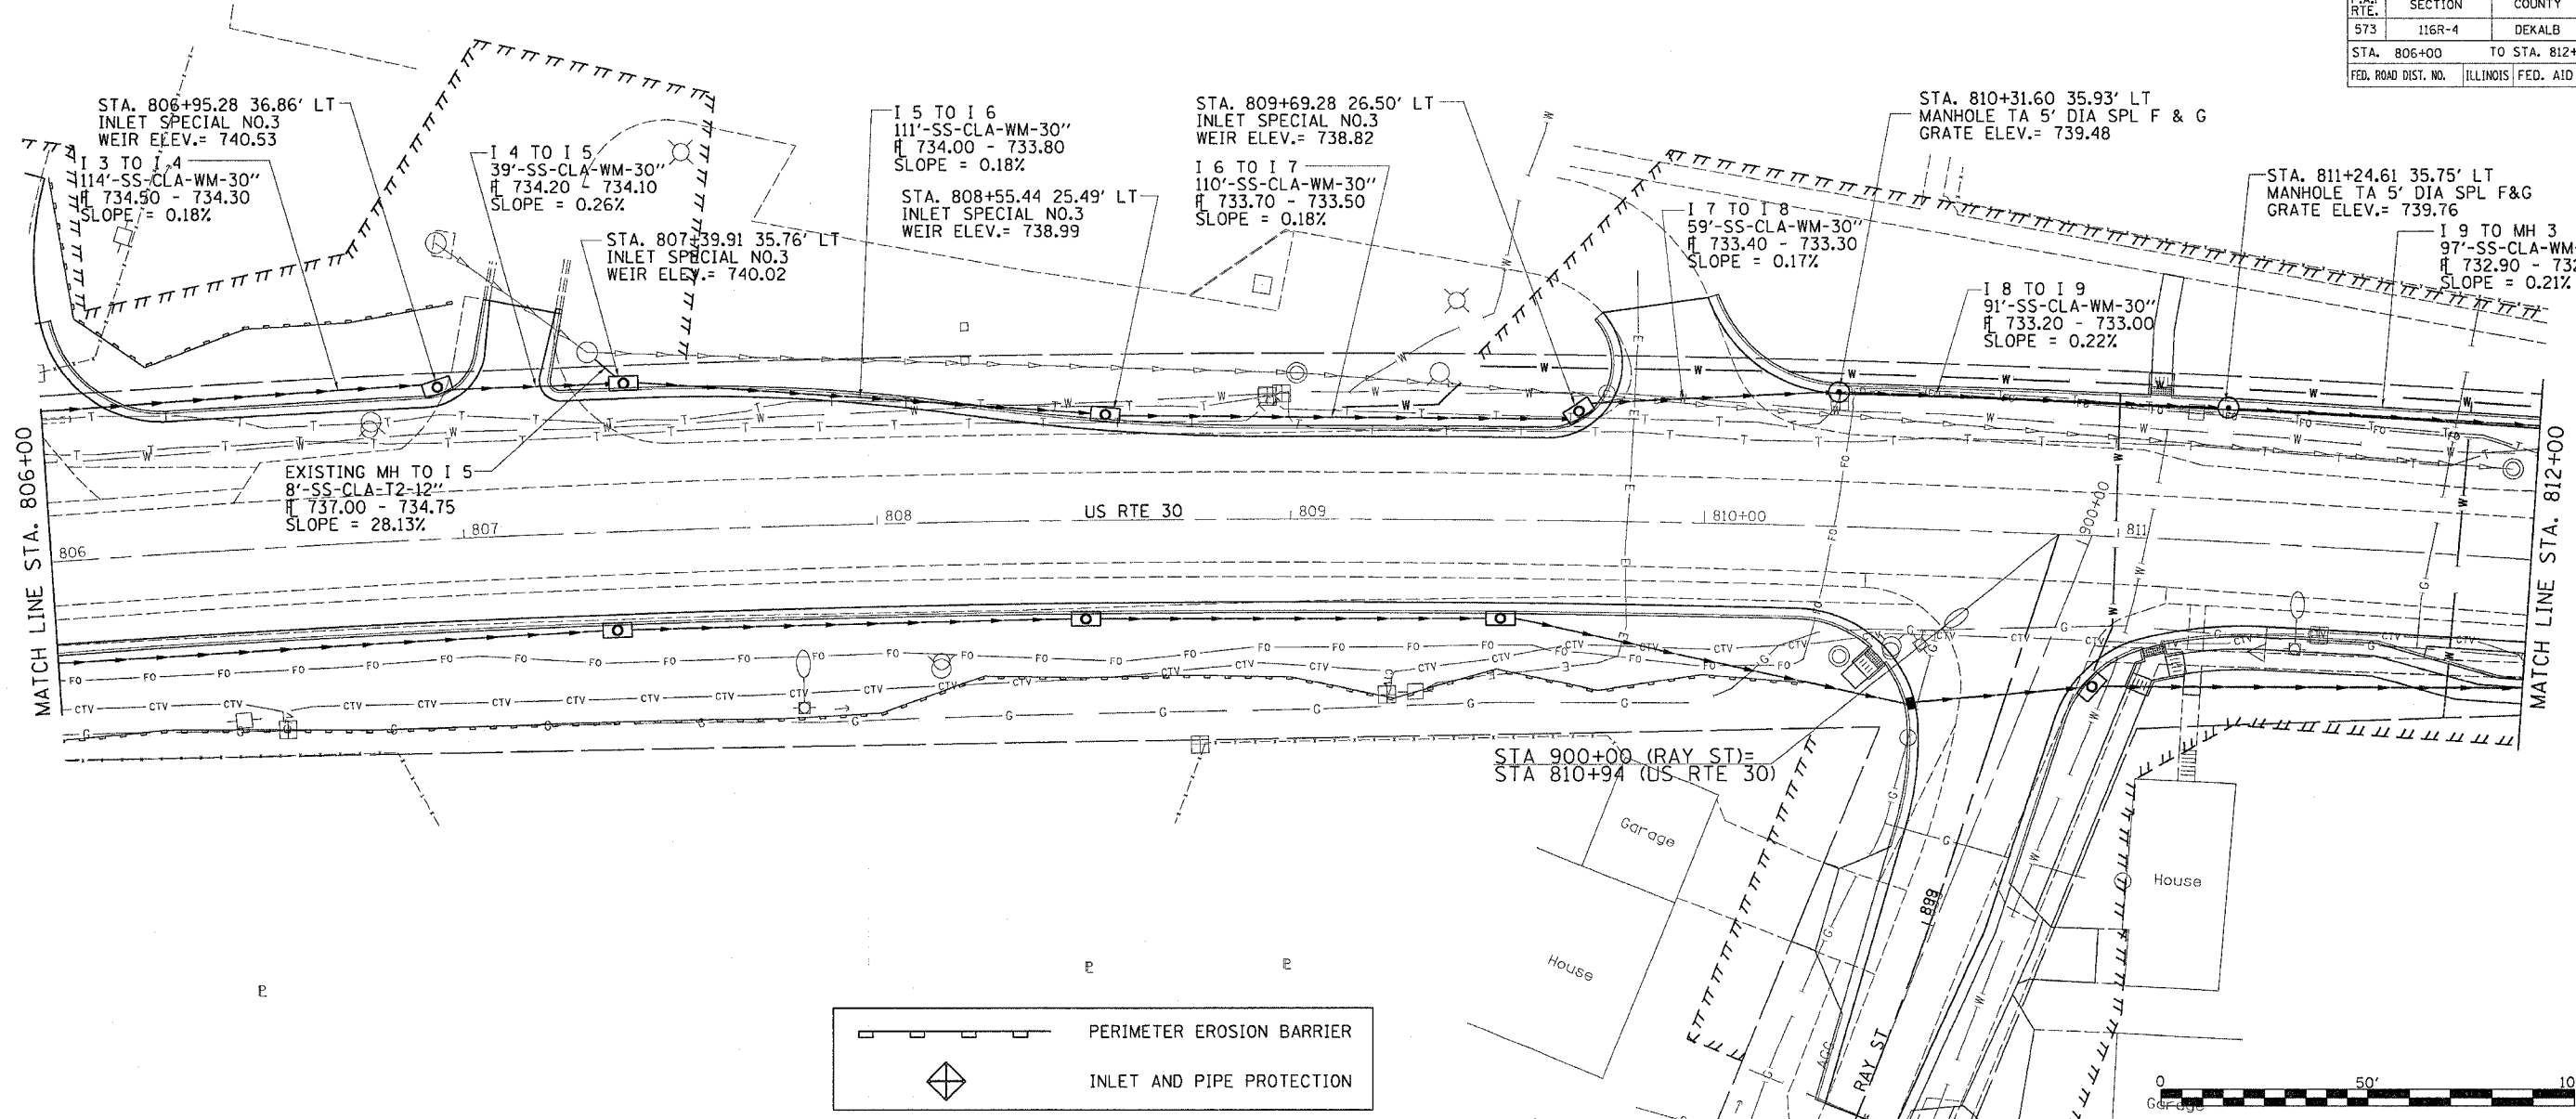 RTE.
SECTION
COUNTY
573
116R-4
DEKALB
STA. 806+00 TO STA. 812+
FED. ROAD DIST. NO.
ILLINOIS
FED. AID
STA. 806+95.28 36.86' LT
INLET SPECIAL NO.3
WEIR ELEV.= 740.53
I 3 TO I 4
114'-SS-CLA-WM-30"
734.50 - 734.30
SLOPE = 0.18%
I 4 TO I 5
39'-SS-CLA-WM-30"
734.20 - 734.10
SLOPE = 0.26%
STA. 807+39.91 35.76' LT
INLET SPECIAL NO.3
WEIR ELEV.= 740.02
I 5 TO I 6
111'-SS-CLA-WM-30"
734.00 - 733.80
SLOPE = 0.18%
STA. 808+55.44 25.49' LT
INLET SPECIAL NO.3
WEIR ELEV.= 738.99
STA. 809+69.28 26.50' LT
INLET SPECIAL NO.3
WEIR ELEV.= 738.82
I 6 TO I 7
110'-SS-CLA-WM-30"
733.70 - 733.50
SLOPE = 0.18%
I 7 TO I 8
59'-SS-CLA-WM-30"
733.40 - 733.30
SLOPE = 0.17%
STA. 810+31.60 35.93' LT
MANHOLE TA 5' DIA SPL F & G
GRATE ELEV.= 739.48
I 8 TO I 9
91'-SS-CLA-WM-30"
733.20 - 733.00
SLOPE = 0.22%
STA. 811+24.61 35.75' LT
MANHOLE TA 5' DIA SPL F&G
GRATE ELEV.= 739.76
I 9 TO MH 3
97'-SS-CLA-WM-
732.90 - 732
SLOPE = 0.21%
EXISTING MH TO I 5
8'-SS-CLA-T2-12"
737.00 - 734.75
SLOPE = 28.13%
MATCH LINE STA. 806+00
806
807
808
US RTE 30
809
810+00
900+00
811
MATCH LINE STA. 812+00
STA 900+00 (RAY ST)=
STA 810+94 (US RTE 30)
Garage
House
House
899
ACC
RAY ST
PERIMETER EROSION BARRIER
INLET AND PIPE PROTECTION
0 50' 10
Garage